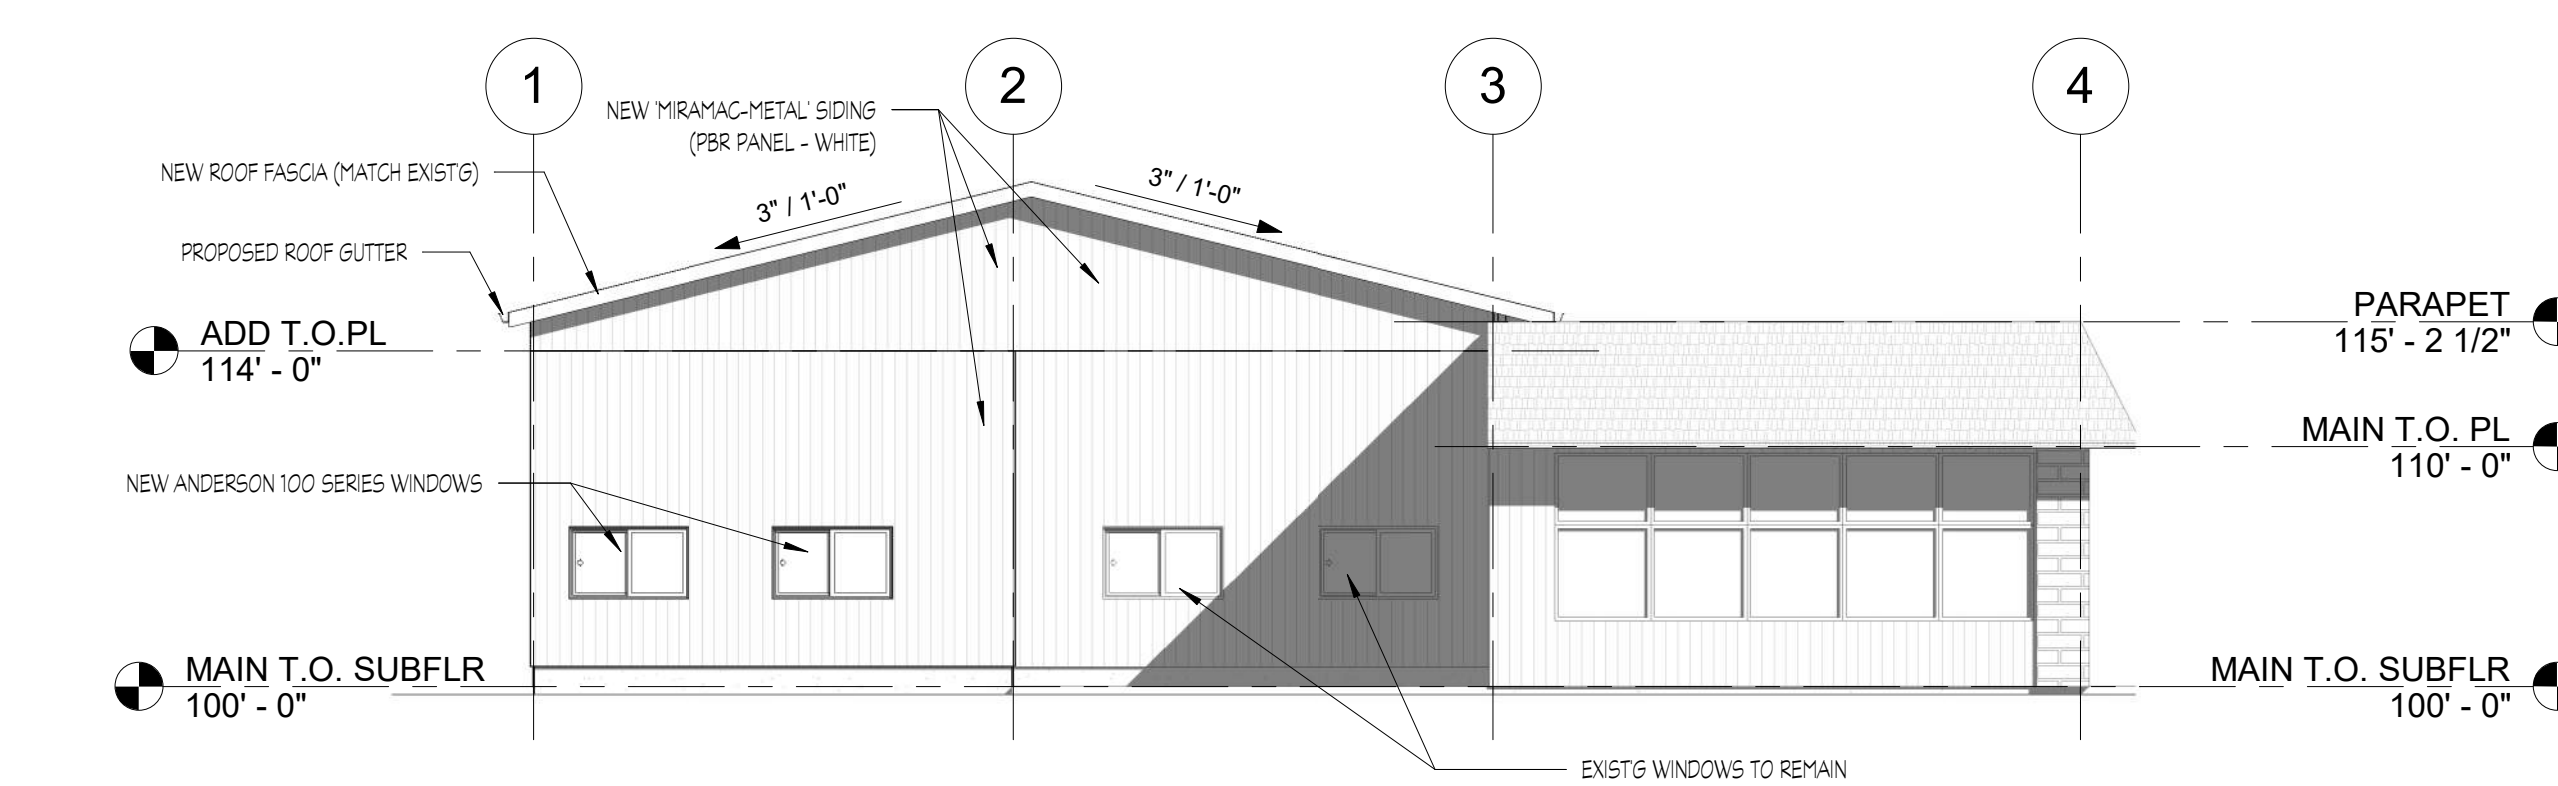 1
2
3
4
NEW 'MIRAMAC-METAL' SIDING
(PBR PANEL - WHITE)
NEW ROOF FASCIA (MATCH EXIST'G)
3" / 1'-0"
3" / 1'-0"
PROPOSED ROOF GUTTER
ADD T.O.PL
114' - 0"
PARAPET
115' - 2 1/2"
MAIN T.O. PL
110' - 0"
NEW ANDERSON 100 SERIES WINDOWS
MAIN T.O. SUBFLR
100' - 0"
MAIN T.O. SUBFLR
100' - 0"
EXIST'G WINDOWS TO REMAIN